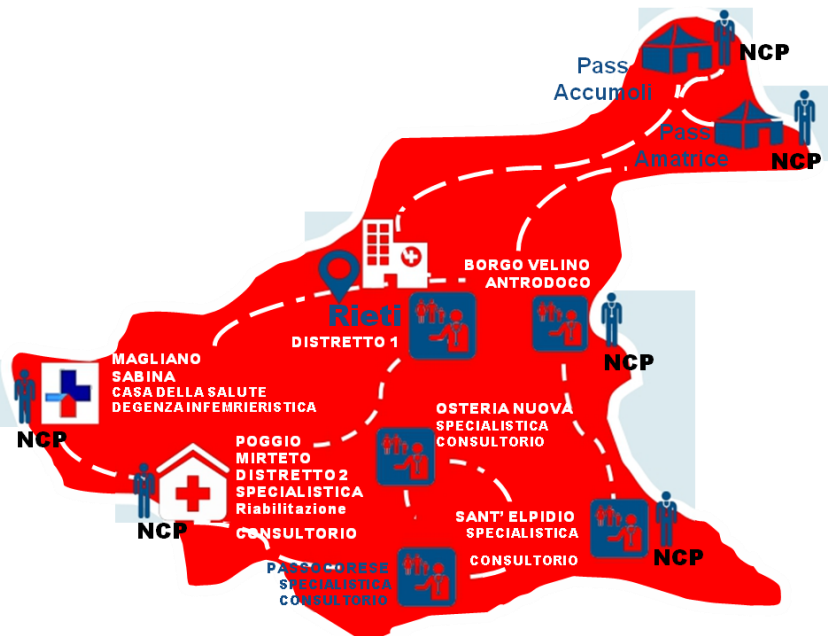 NCP
Pass
Accumoli
Pass
Amatrice
NCP
BORGO VELINO
ANTRODOCO
Rieti
DISTRETTO 1
NCP
MAGLIANO
SABINA
CASA DELLA SALUTE
DEGENZA INFEMRIERISTICA
NCP
OSTERIA NUOVA
SPECIALISTICA
CONSULTORIO
POGGIO
MIRTETO
DISTRETTO 2
SPECIALISTICA
Riabilitazione
CONSULTORIO
NCP
SANT' ELPIDIO
SPECIALISTICA
CONSULTORIO
NCP
PASSOCORESE
SPECIALISTICA
CONSULTORIO